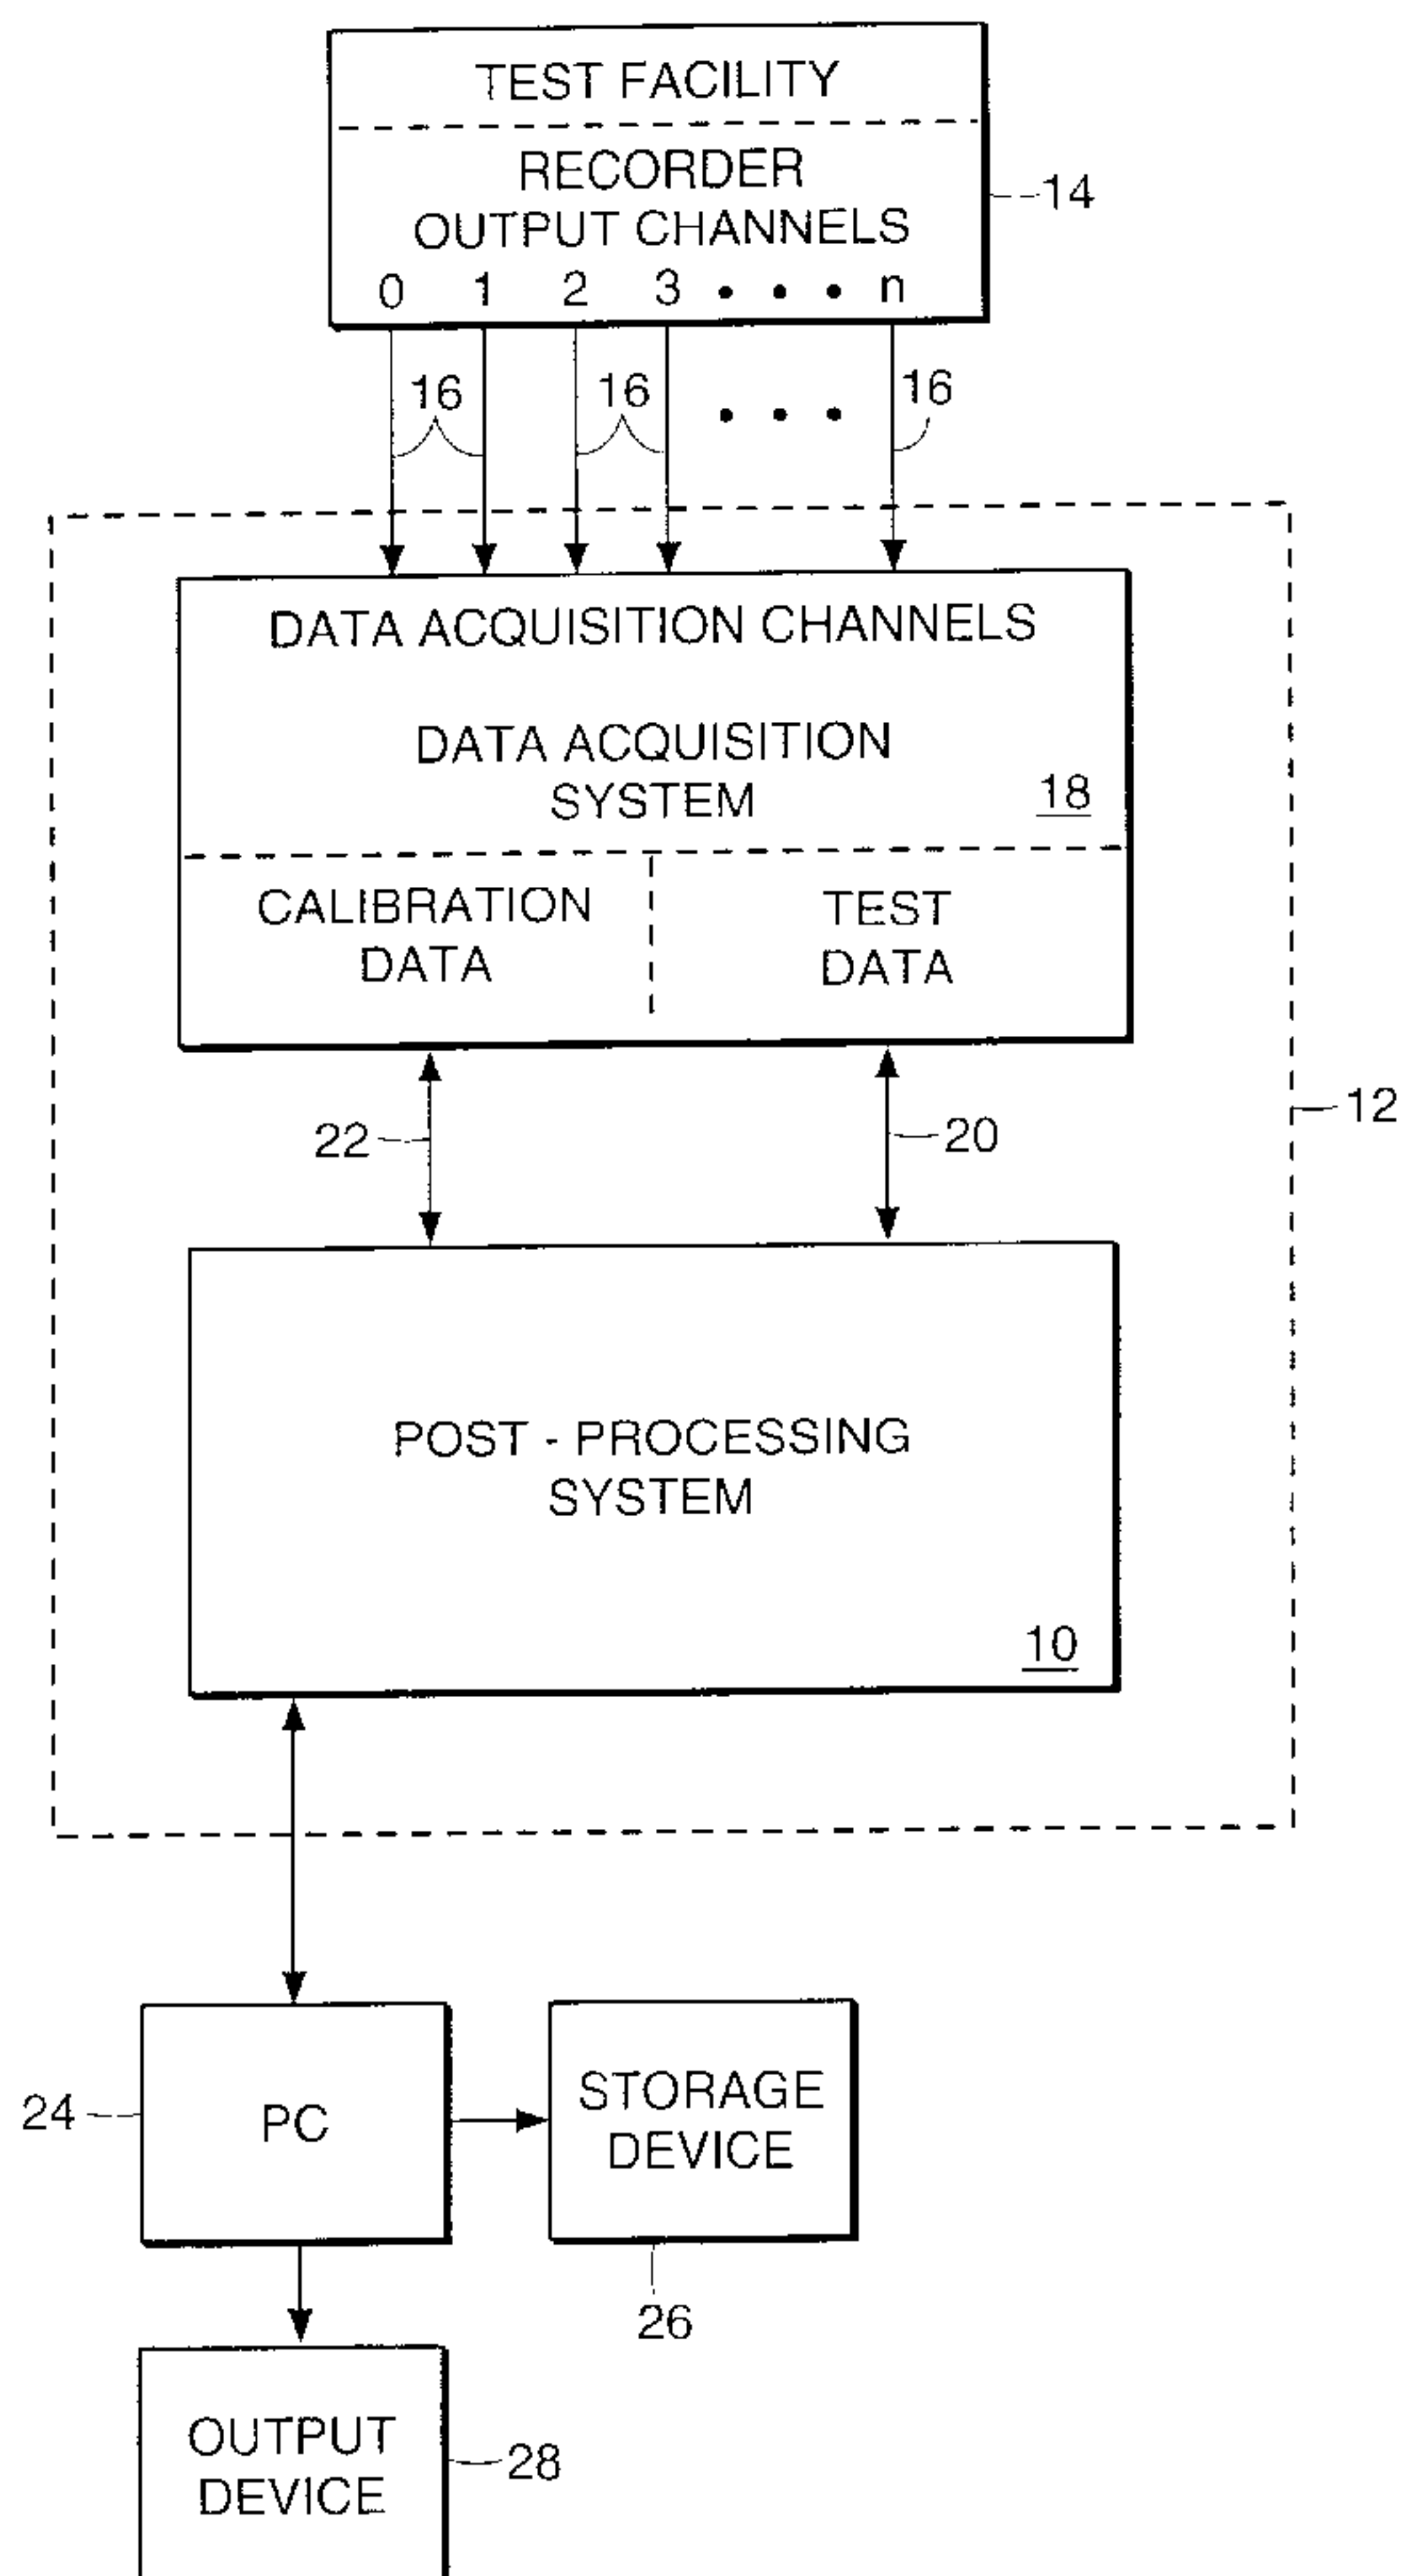 TEST FACILITY
RECORDER
OUTPUT CHANNELS
0 1 2 3 • • • n
14
16 16 • • • 16
DATA ACQUISITION CHANNELS
DATA ACQUISITION
SYSTEM
18
CALIBRATION
DATA
TEST
DATA
12
22
20
POST - PROCESSING
SYSTEM
10
24
PC
STORAGE
DEVICE
26
OUTPUT
DEVICE
28